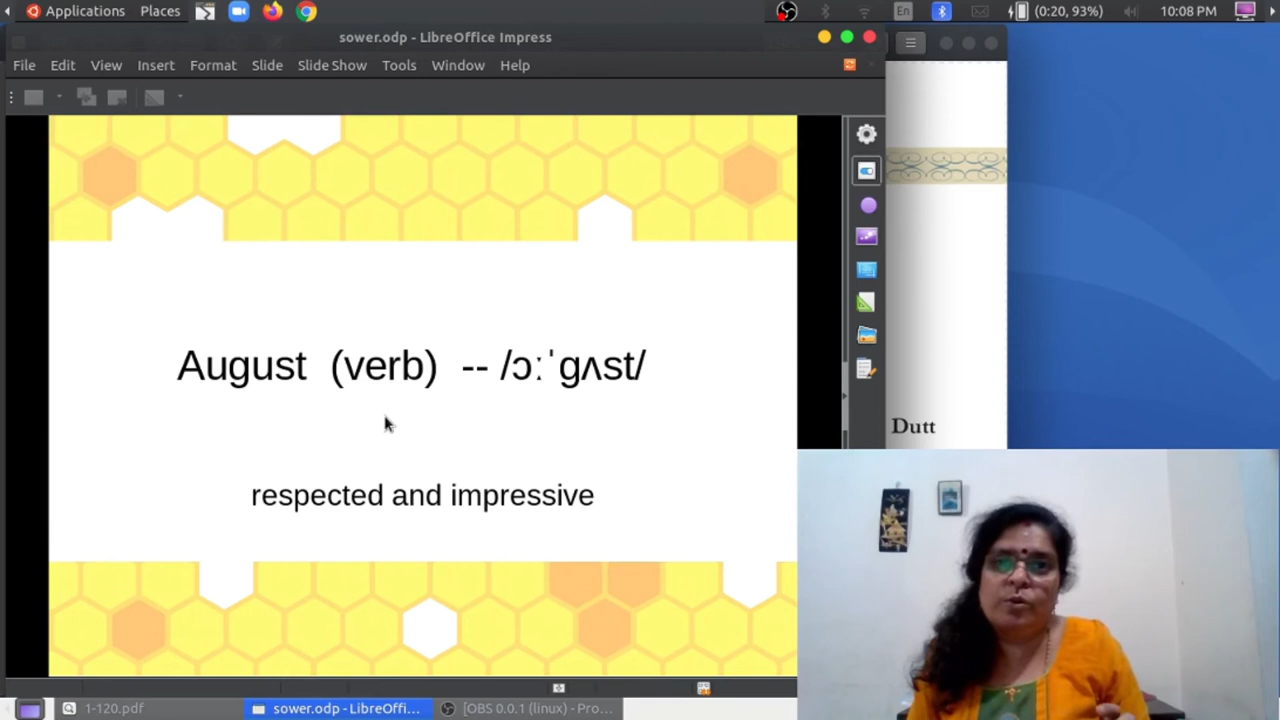 Applications Places En (0:20, 93%) 10:08 PM
sower.odp - LibreOffice Impress
File Edit View Insert Format Slide Slide Show Tools Window Help
August (verb) -- /ɔːˈɡʌst/
respected and impressive
Dutt
1-120.pdf sower.odp - LibreOffi... [OBS 0.0.1 (linux) - Pro...